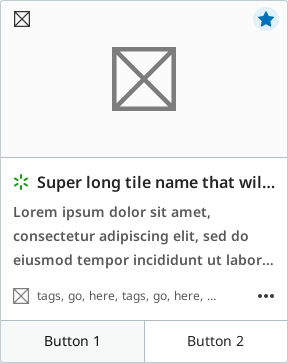 Super long tile name that wil...
Lorem ipsum dolor sit amet,
consectetur adipiscing elit, sed do
eiusmod tempor incididunt ut labor...
tags, go, here, tags, go, here, ...
Button 1
Button 2